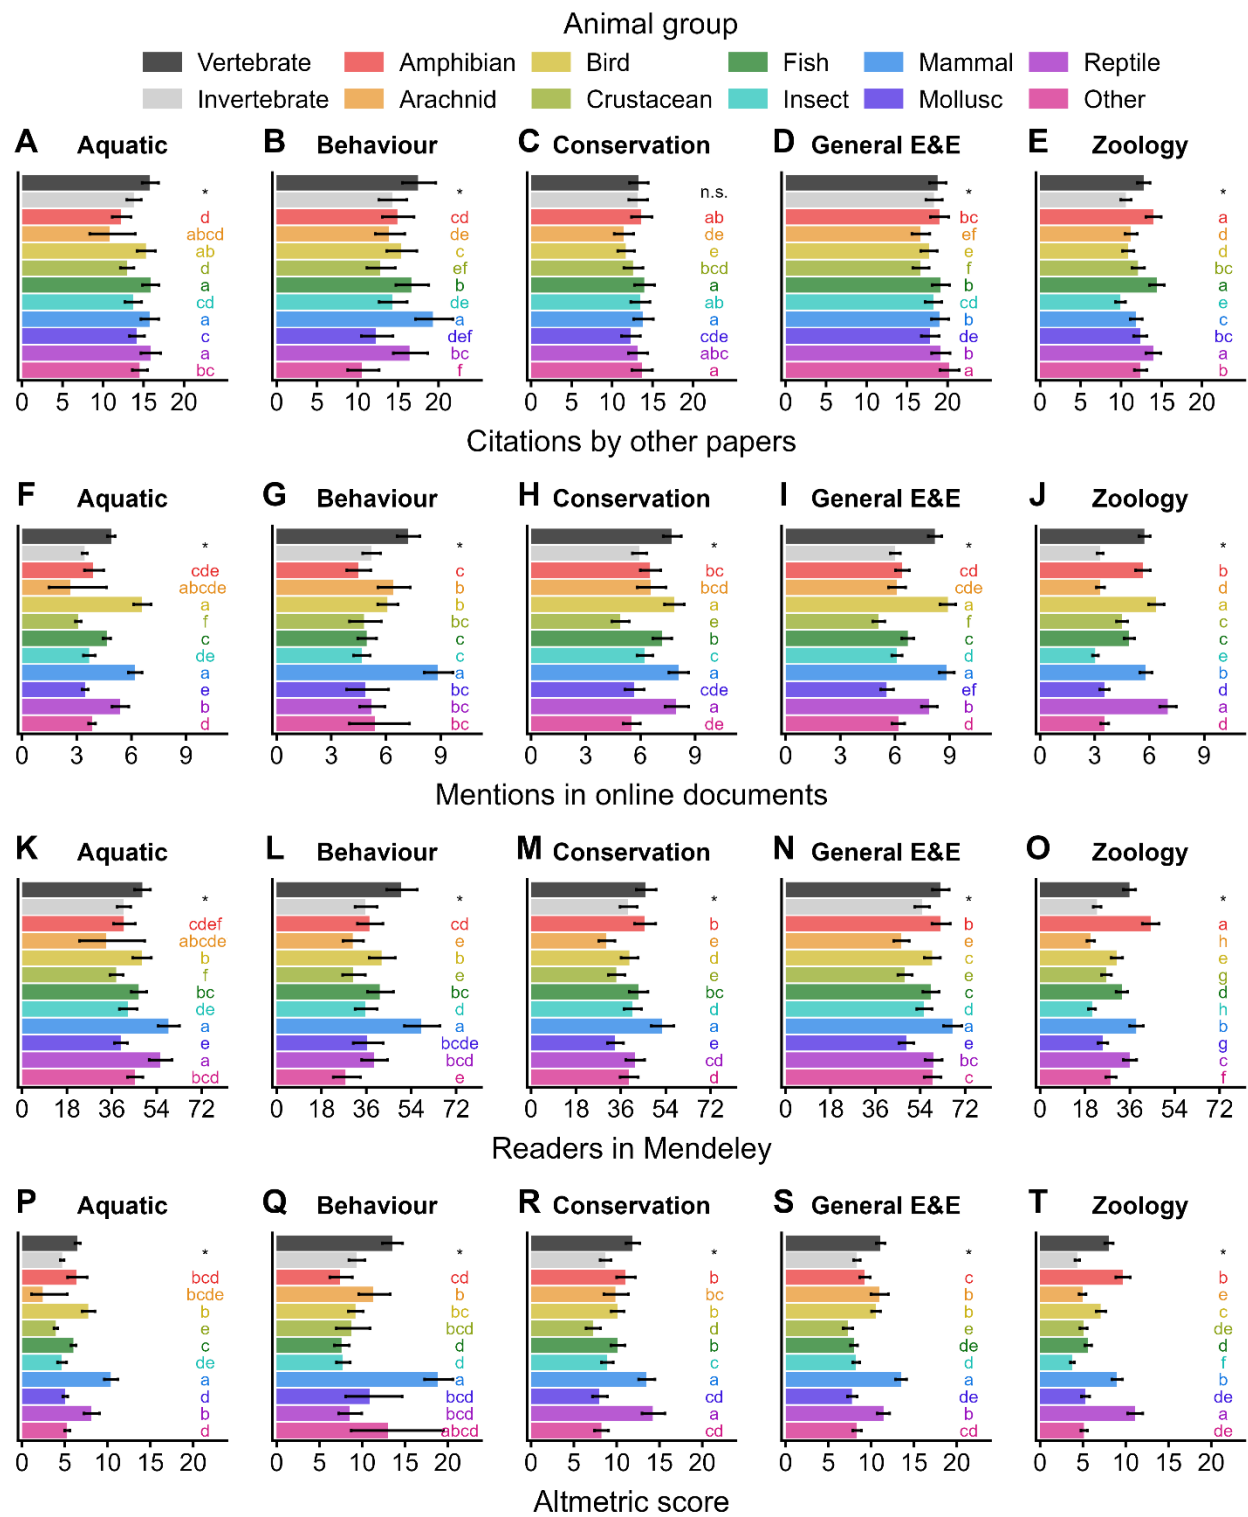 Animal group
Vertebrate Amphibian Bird Fish Mammal Reptile
Invertebrate Arachnid Crustacean Insect Mollusc Other
A Aquatic B Behaviour C Conservation D General E&E E Zoology
* * n.s. * *
d cd ab bc a
abcd de de ef d
ab c e e d
d ef bcd f bc
a b a b a
cd de ab cd e
a a a b c
c def cde de bc
a bc abc b a
bc f a a b
0 5 10 15 20 0 5 10 15 20 0 5 10 15 20 0 5 10 15 20 0 5 10 15 20
Citations by other papers
F Aquatic G Behaviour H Conservation I General E&E J Zoology
* * * * *
cde c bc cd b
abcde b bcd cde d
a b a a a
f bc e f c
c c b c c
de c c d e
a a a a b
e bc cde ef d
b bc a b a
d bc de d d
0 3 6 9 0 3 6 9 0 3 6 9 0 3 6 9 0 3 6 9
Mentions in online documents
K Aquatic L Behaviour M Conservation N General E&E O Zoology
* * * * *
cdef cd b b a
abcde e e e h
b b d c e
f e e e g
bc bc bc c d
de d d c h
a a a a b
e bcde e e g
a bcd cd bc c
bcd e d c f
0 18 36 54 72 0 18 36 54 72 0 18 36 54 72 0 18 36 54 72 0 18 36 54 72
Readers in Mendeley
P Aquatic Q Behaviour R Conservation S General E&E T Zoology
* * * * *
bcd cd b c b
bcde b bc b e
b bc b b c
e bcd d d de
c d b de d
de d c d f
a a a a b
d bcd cd de de
b bcd a b a
d abcd cd cd de
0 5 10 15 20 0 5 10 15 20 0 5 10 15 20 0 5 10 15 20 0 5 10 15 20
Altmetric score